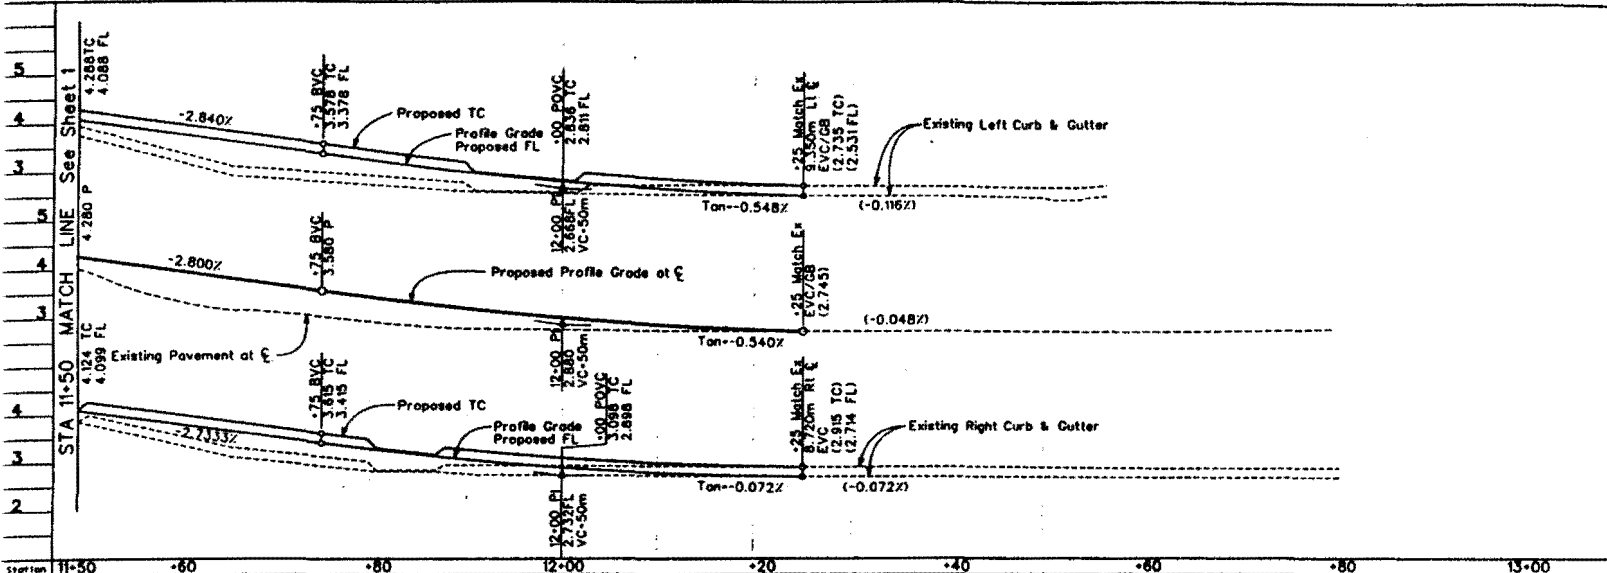 5
4
3
5
4
3
4
3
2
STA 11+50 MATCH LINE See Sheet 1
4.288TC
4.088 FL
-2.840%
+75 BVC
3.578 TC
3.378 FL
Proposed TC
Profile Grade
Proposed FL
+00 POVC
2.836 TC
2.811 FL
12+00 PI
2.668FL
VC=50m
+25 Match Ex
9.350m Lt ℄
EVC/GB
(2.735 TC)
(2.531 FL)
Existing Left Curb & Gutter
Tan=-0.548%
(-0.116%)
4.280 P
-2.800%
+75 BVC
3.580 P
Proposed Profile Grade at ℄
Existing Pavement at ℄
12+00 PI
2.880
VC=50m
+25 Match Ex
EVC/GB
(2.745)
Tan=-0.540%
(-0.048%)
4.124 TC
4.099 FL
-2.7333%
+75 BVC
3.615 TC
3.415 FL
Proposed TC
Profile Grade
Proposed FL
+00 POVC
3.098 TC
2.898 FL
12+00 PI
2.732FL
VC=50m
+25 Match Ex
8.720m Rt ℄
EVC
(2.915 TC)
(2.714 FL)
Existing Right Curb & Gutter
Tan=-0.072%
(-0.072%)
Station 11+50 +60 +80 12+00 +20 +40 +60 +80 13+00